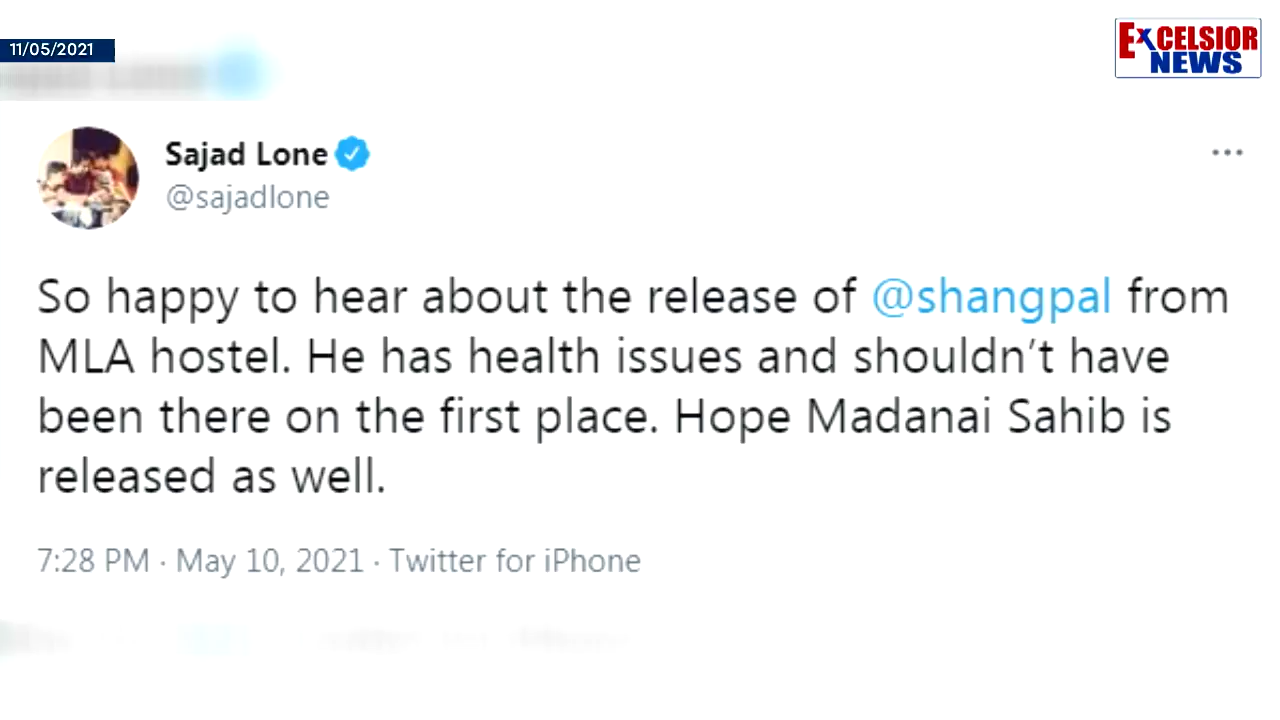 11/05/2021
EXCELSIOR
NEWS
Sajad Lone
@sajadlone
So happy to hear about the release of @shangpal from
MLA hostel. He has health issues and shouldn’t have
been there on the first place. Hope Madanai Sahib is
released as well.
7:28 PM · May 10, 2021 · Twitter for iPhone